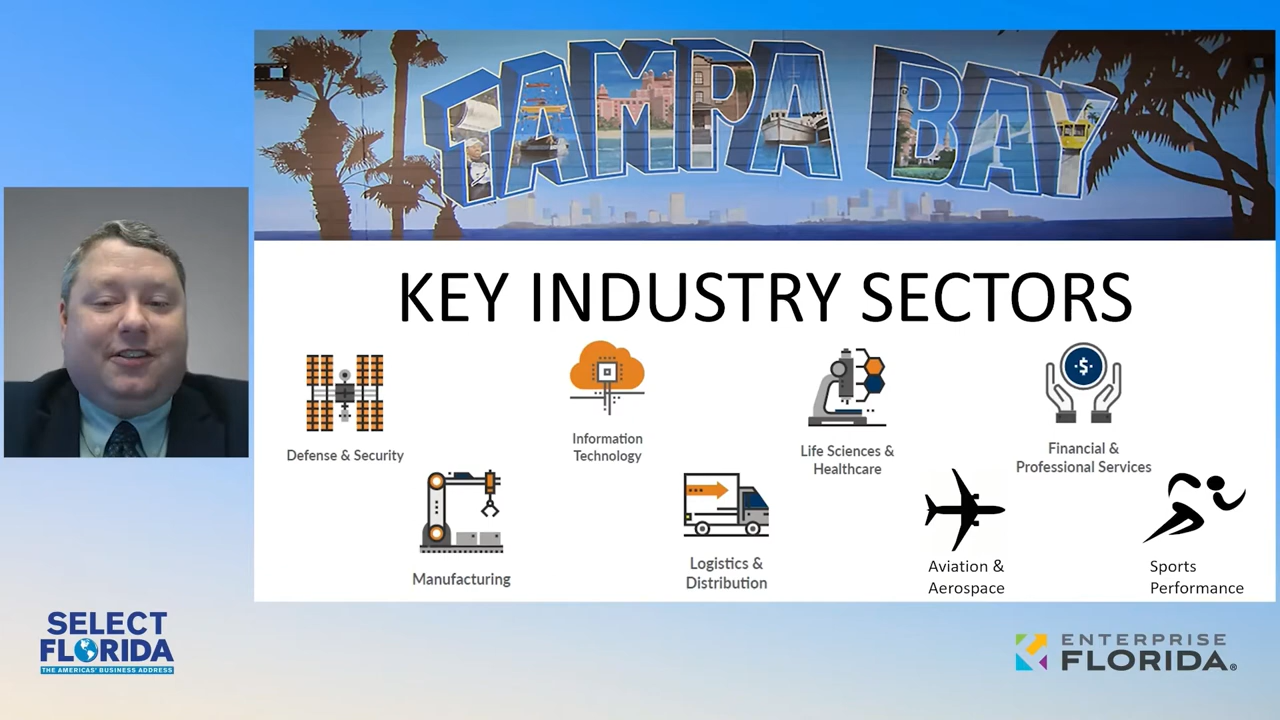 TAMPA BAY
KEY INDUSTRY SECTORS
Defense & Security
Information
Technology
Life Sciences &
Healthcare
Financial &
Professional Services
Manufacturing
Logistics &
Distribution
Aviation &
Aerospace
Sports
Performance
SELECT
FLORIDA
THE AMERICAS' BUSINESS ADDRESS
ENTERPRISE
FLORIDA®